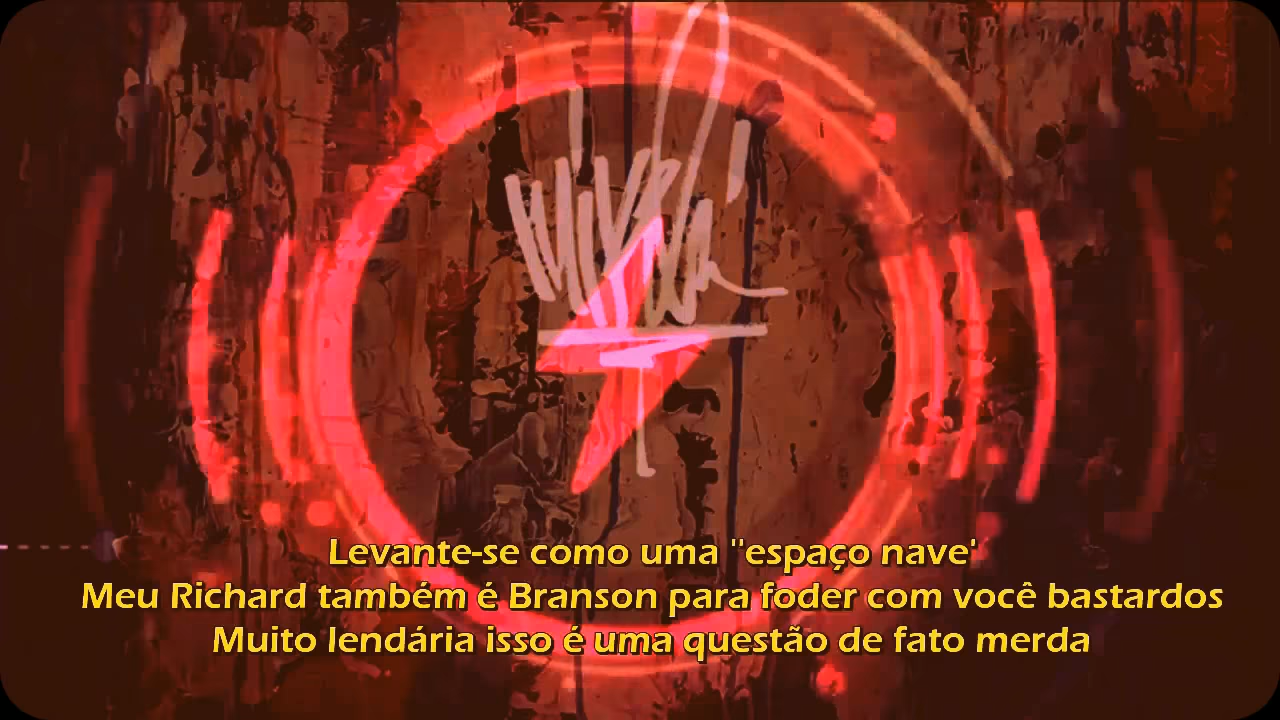 Levante-se como uma "espaço nave'
Meu Richard também é Branson para foder com você bastardos
Muito lendária isso é uma questão de fato merda